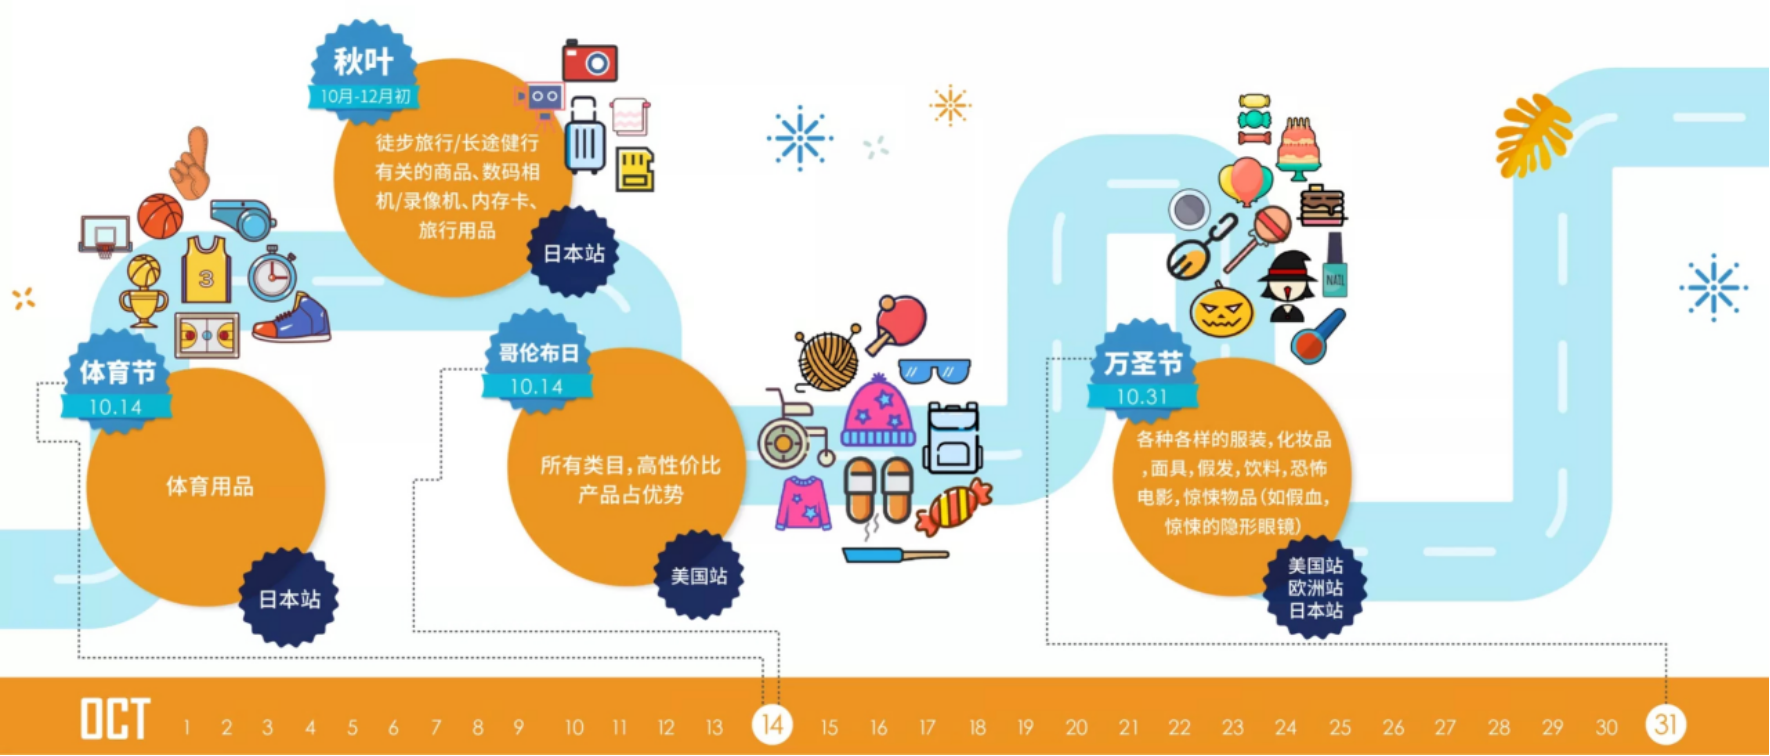 秋叶
10月-12月初
徒步旅行/长途健行
有关的商品、数码相
机/录像机、内存卡、
旅行用品
日本站
3
体育节
10.14
体育用品
日本站
哥伦布日
10.14
所有类目,高性价比
产品占优势
美国站
NAIL
万圣节
10.31
各种各样的服装,化妆品
,面具,假发,饮料,恐怖
电影,惊悚物品(如假血,
惊悚的隐形眼镜)
美国站
欧洲站
日本站
OCT 1 2 3 4 5 6 7 8 9 10 11 12 13 14 15 16 17 18 19 20 21 22 23 24 25 26 27 28 29 30 31